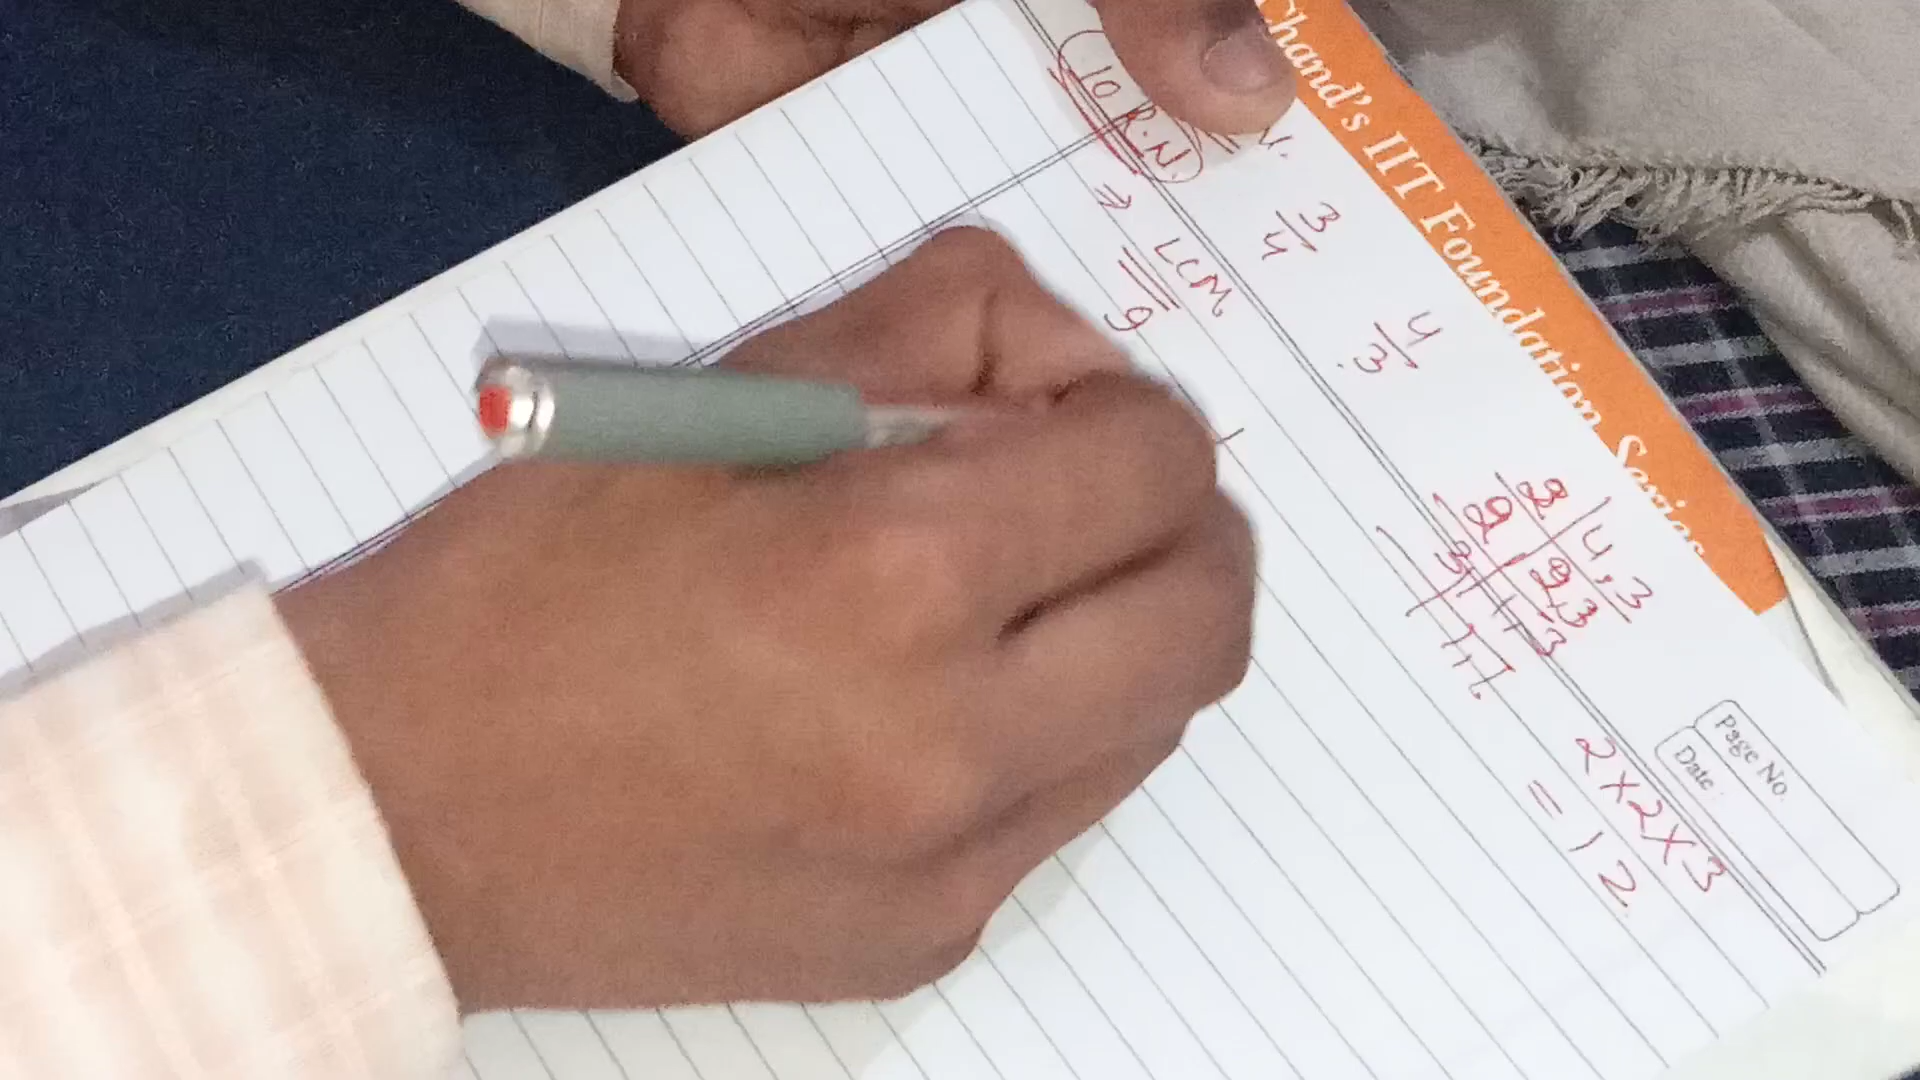 Chand's IIT Foundation Series
Page No.
Date
N. 3/4 4/3
10 R.N.
⇒ LCM
2 | 4, 3
2 | 2, 3
3 | 1, 3
1, 1
2 × 2 × 3
= 12
9